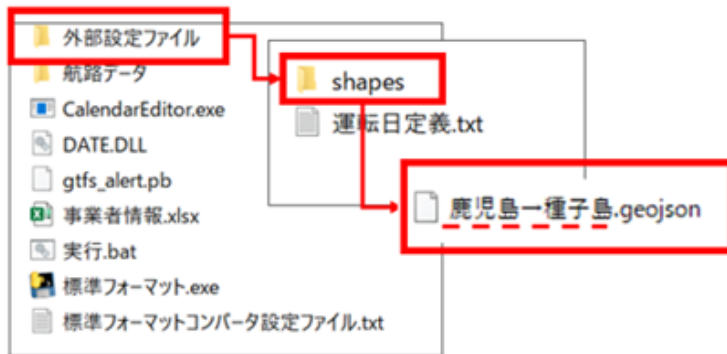 外部設定ファイル
航路データ
CalendarEditor.exe
DATE.DLL
gtfs_alert.pb
事業者情報.xlsx
実行.bat
標準フォーマット.exe
標準フォーマットコンバータ設定ファイル.txt
shapes
運転日定義.txt
鹿児島→種子島.geojson